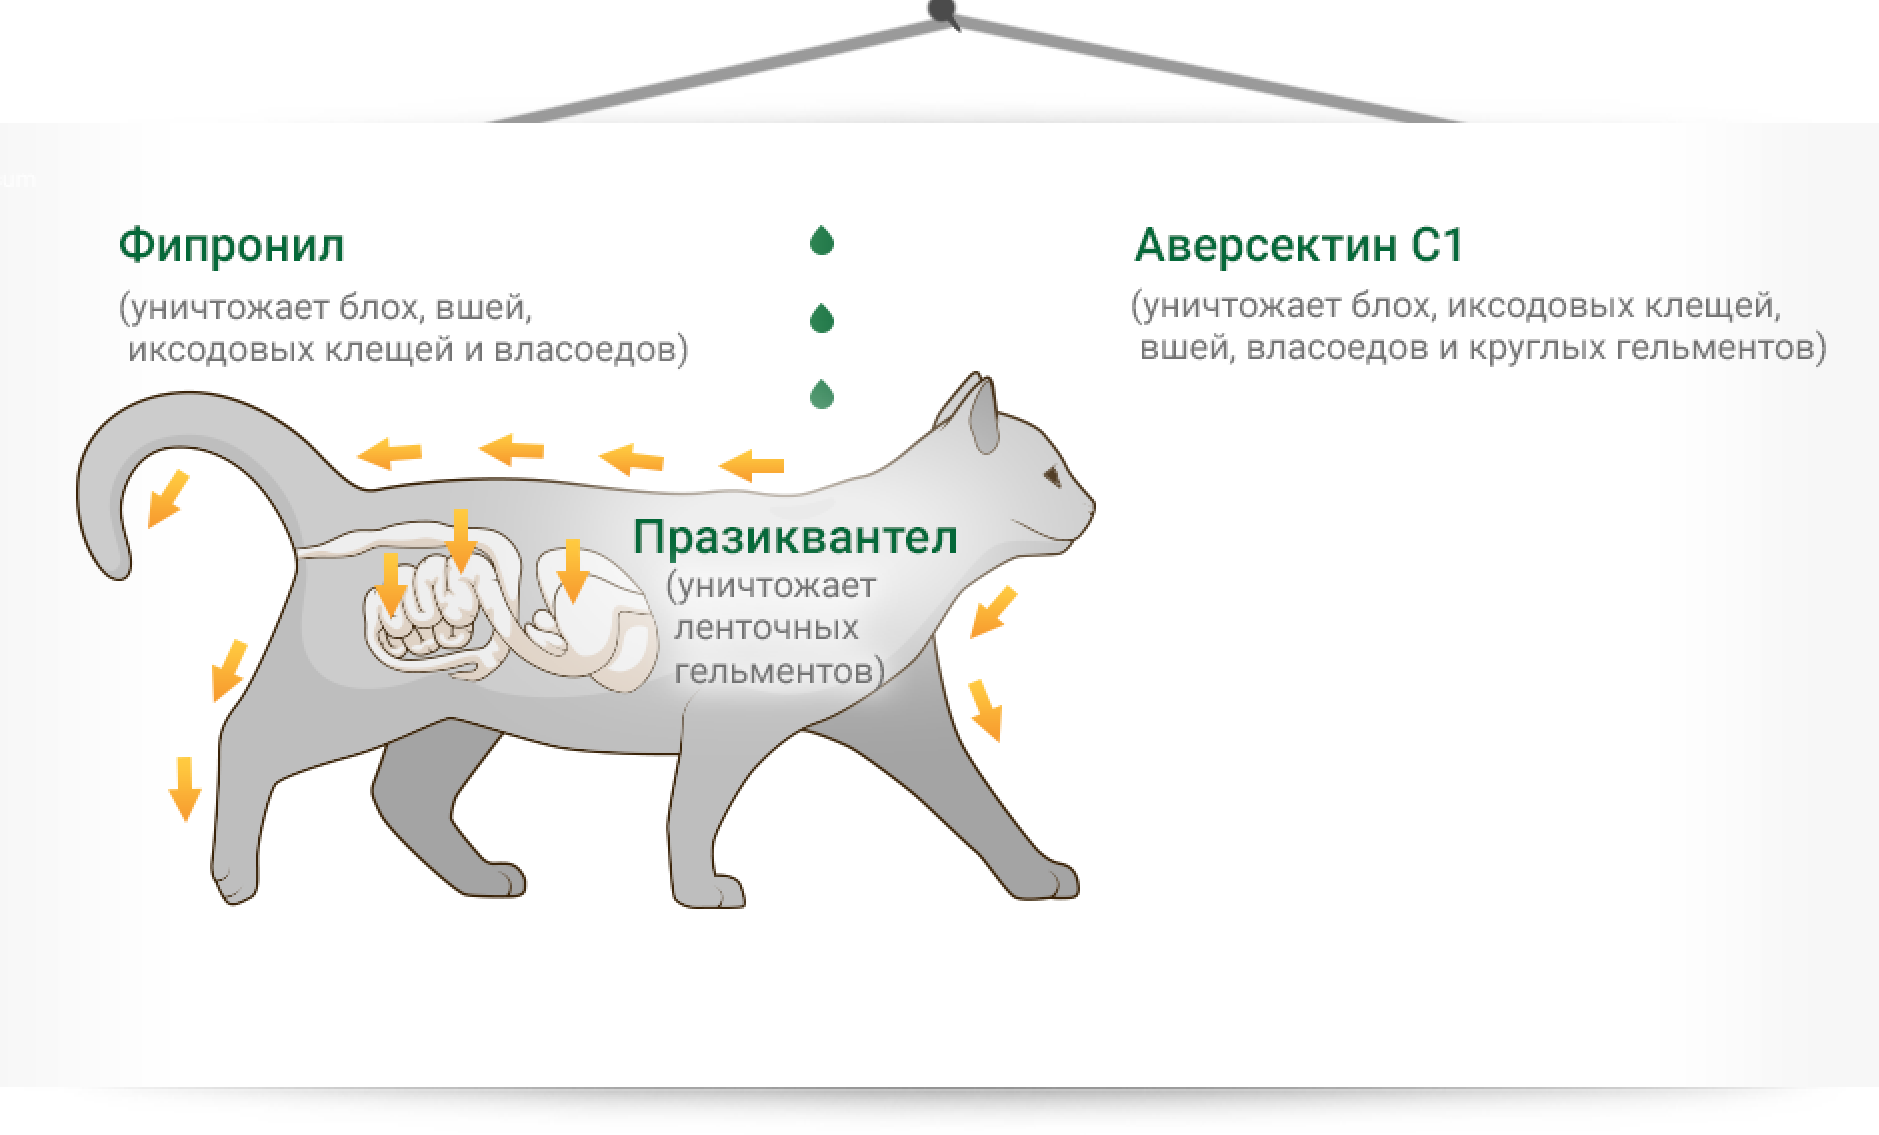 um
Фипронил
(уничтожает блох, вшей,
иксодовых клещей и власоедов)
Аверсектин С1
(уничтожает блох, иксодовых клещей,
вшей, власоедов и круглых гельментов)
Празиквантел
(уничтожает
ленточных
гельментов)